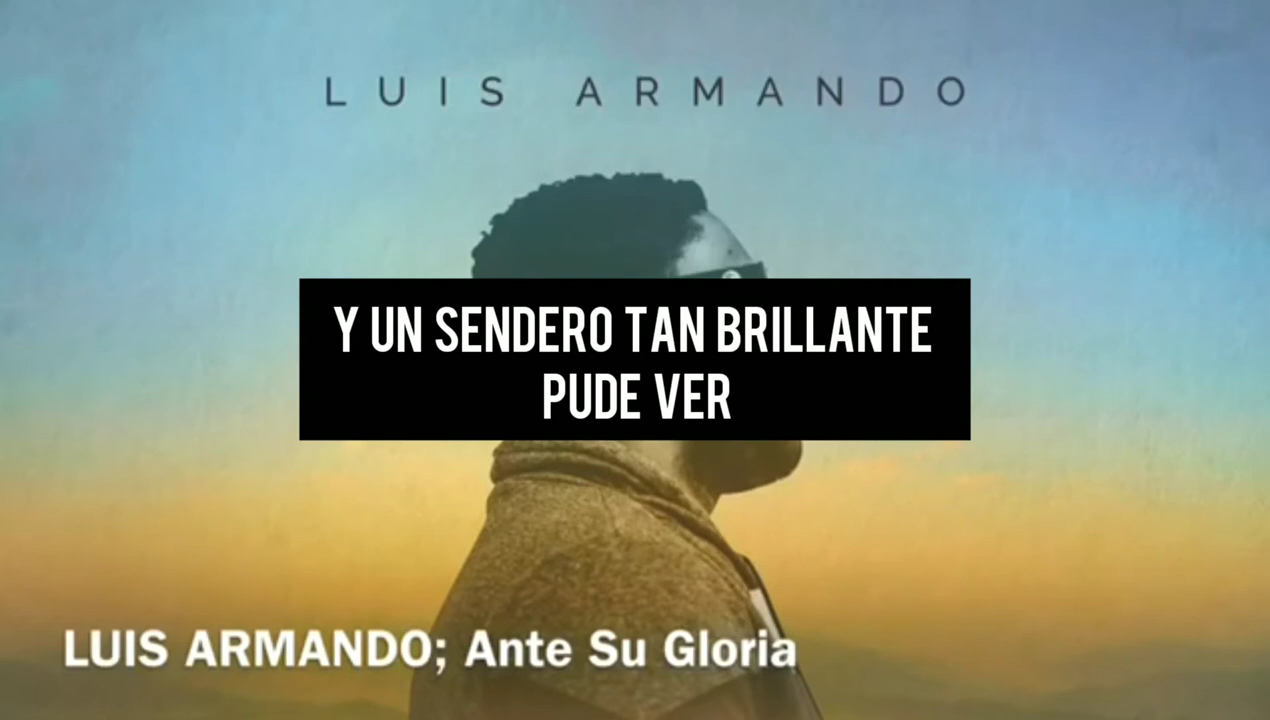 LUIS ARMANDO
Y UN SENDERO TAN BRILLANTE
PUDE VER
LUIS ARMANDO; Ante Su Gloria